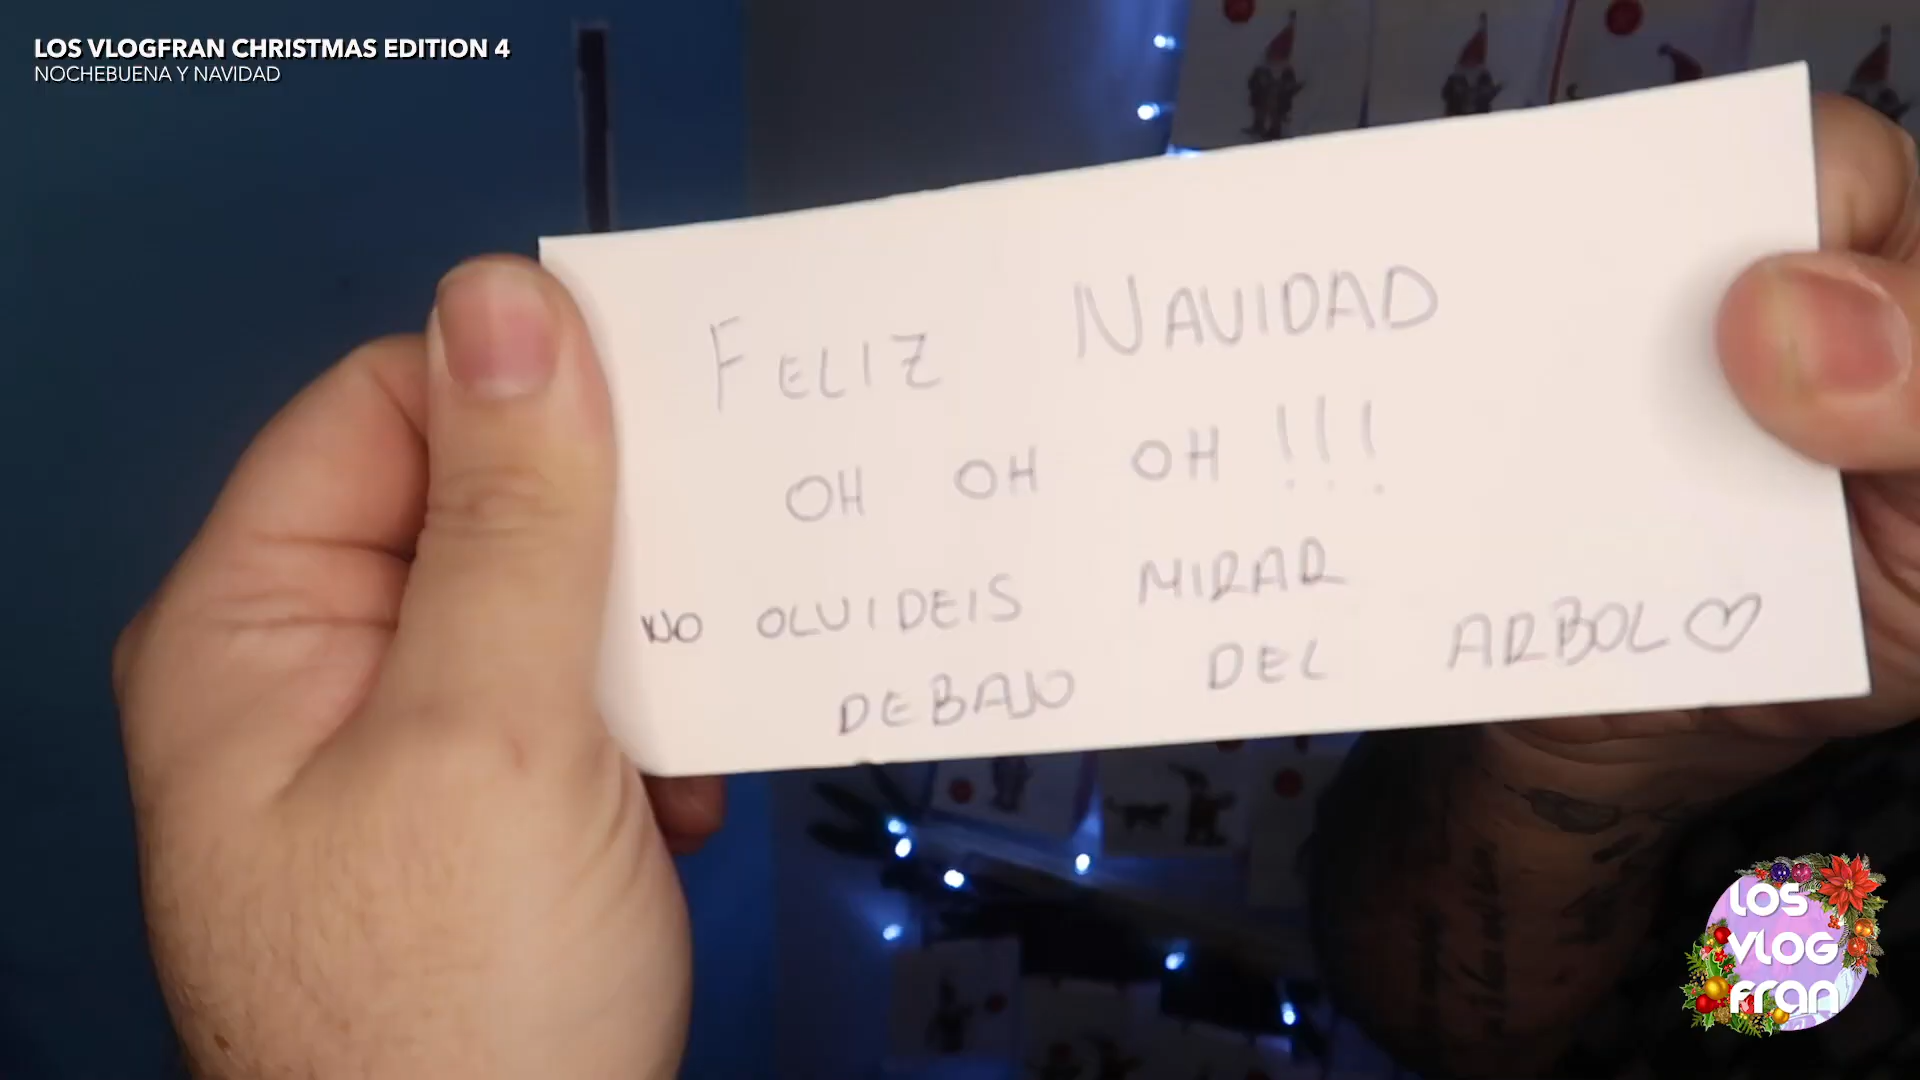 LOS VLOGFRAN CHRISTMAS EDITION 4
NOCHEBUENA Y NAVIDAD
FELIZ NAVIDAD
OH OH OH !!!
NO OLVIDEIS MIRAR
DEBAJO DEL ARBOL♡
LOS
VLOG
fran